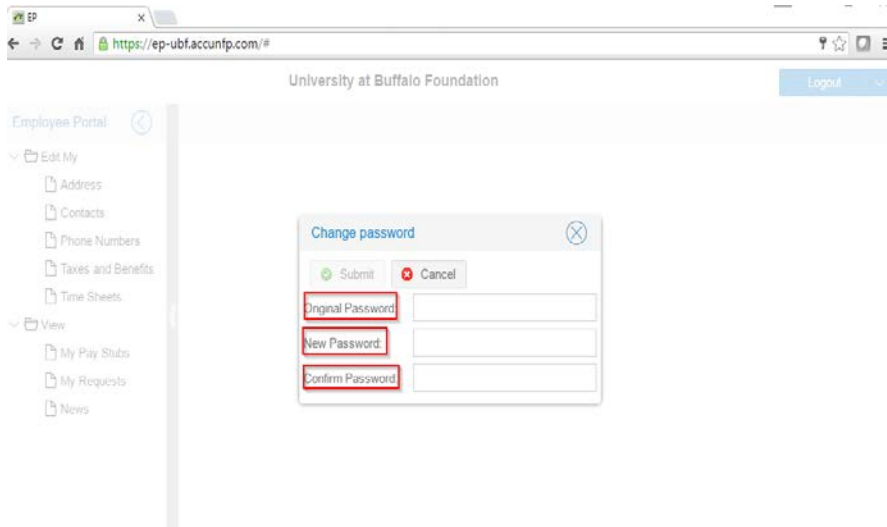 EP
https://ep-ubf.accunfp.com/#
University at Buffalo Foundation
Logout
Employee Portal
Edit My
Address
Contacts
Phone Numbers
Taxes and Benefits
Time Sheets
View
My Pay Stubs
My Requests
News
Change password
Submit
Cancel
Original Password:
New Password:
Confirm Password: